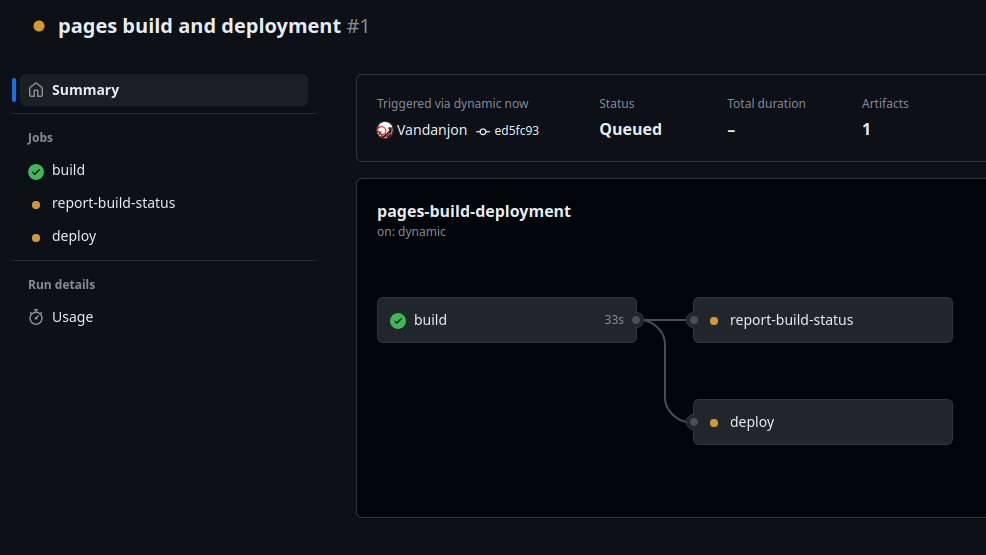 pages build and deployment #1
Summary
Jobs
build
report-build-status
deploy
Run details
Usage
Triggered via dynamic now
Vandanjon ed5fc93
Status
Queued
Total duration
–
Artifacts
1
pages-build-deployment
on: dynamic
build 33s
report-build-status
deploy